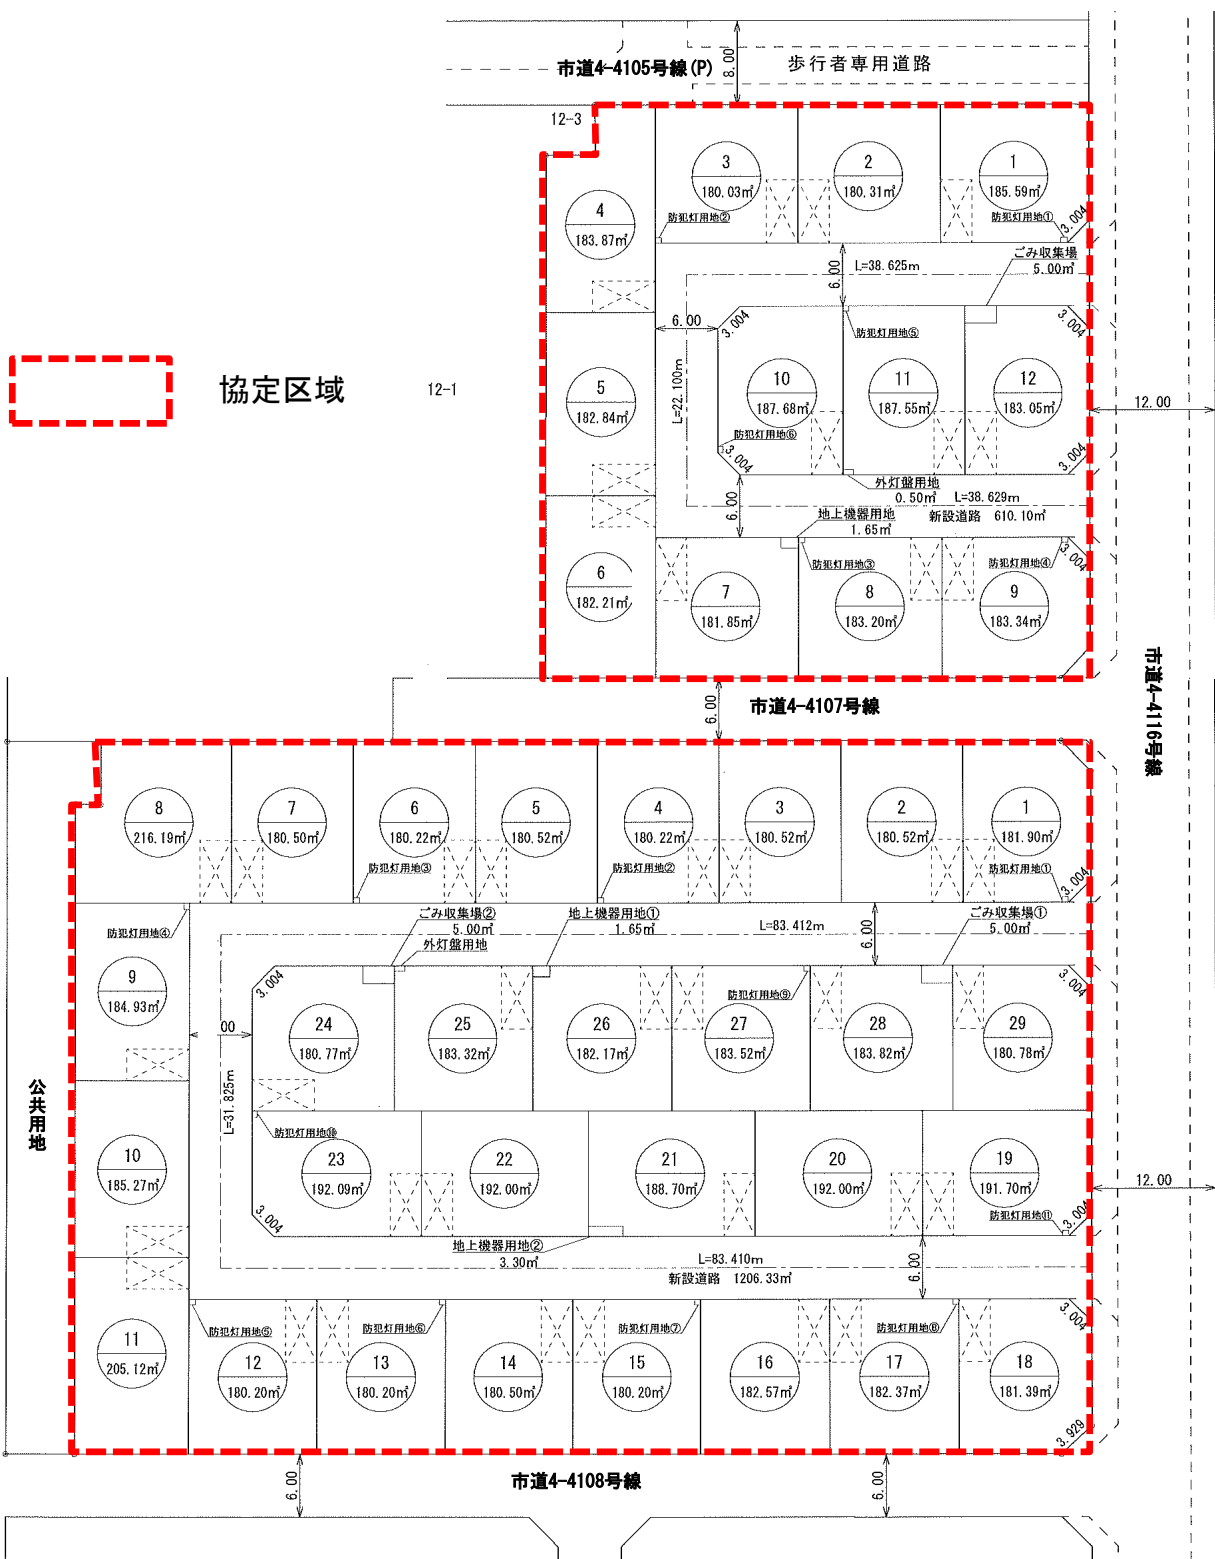 市道4-4105号線(P)
8.00
歩行者専用道路
12-3
3
180.03㎡
2
180.31㎡
1
185.59㎡
4
183.87㎡
防犯灯用地②
防犯灯用地①
3.004
ごみ収集場
5.00㎡
6.00
L=38.625m
6.00
3.004
防犯灯用地⑤
3.004
協定区域
12-1
5
182.84㎡
L=22.100m
10
187.68㎡
11
187.55㎡
12
183.05㎡
12.00
防犯灯用地⑥
3.004
3.004
外灯盤用地
0.50㎡
L=38.629m
6.00
地上機器用地
1.65㎡
新設道路 610.10㎡
6
182.21㎡
防犯灯用地③
防犯灯用地④
3.004
7
181.85㎡
8
183.20㎡
9
183.34㎡
市道4-4116号線
6.00
市道4-4107号線
8
216.19㎡
7
180.50㎡
6
180.22㎡
5
180.52㎡
4
180.22㎡
3
180.52㎡
2
180.52㎡
1
181.90㎡
防犯灯用地③
防犯灯用地②
防犯灯用地①
3.004
防犯灯用地④
ごみ収集場②
5.00㎡
外灯盤用地
地上機器用地①
1.65㎡
L=83.412m
6.00
ごみ収集場①
5.00㎡
9
184.93㎡
3.004
防犯灯用地⑨
3.004
00
24
180.77㎡
25
183.32㎡
26
182.17㎡
27
183.52㎡
28
183.82㎡
29
180.78㎡
公共用地
L=31.825m
防犯灯用地⑩
10
185.27㎡
23
192.09㎡
22
192.00㎡
21
188.70㎡
20
192.00㎡
19
191.70㎡
12.00
3.004
防犯灯用地⑪
3.004
地上機器用地②
3.30㎡
L=83.410m
新設道路 1206.33㎡
6.00
11
205.12㎡
防犯灯用地⑤
防犯灯用地⑥
防犯灯用地⑦
防犯灯用地⑧
3.004
12
180.20㎡
13
180.20㎡
14
180.50㎡
15
180.20㎡
16
182.57㎡
17
182.37㎡
18
181.39㎡
3.929
6.00
市道4-4108号線
6.00